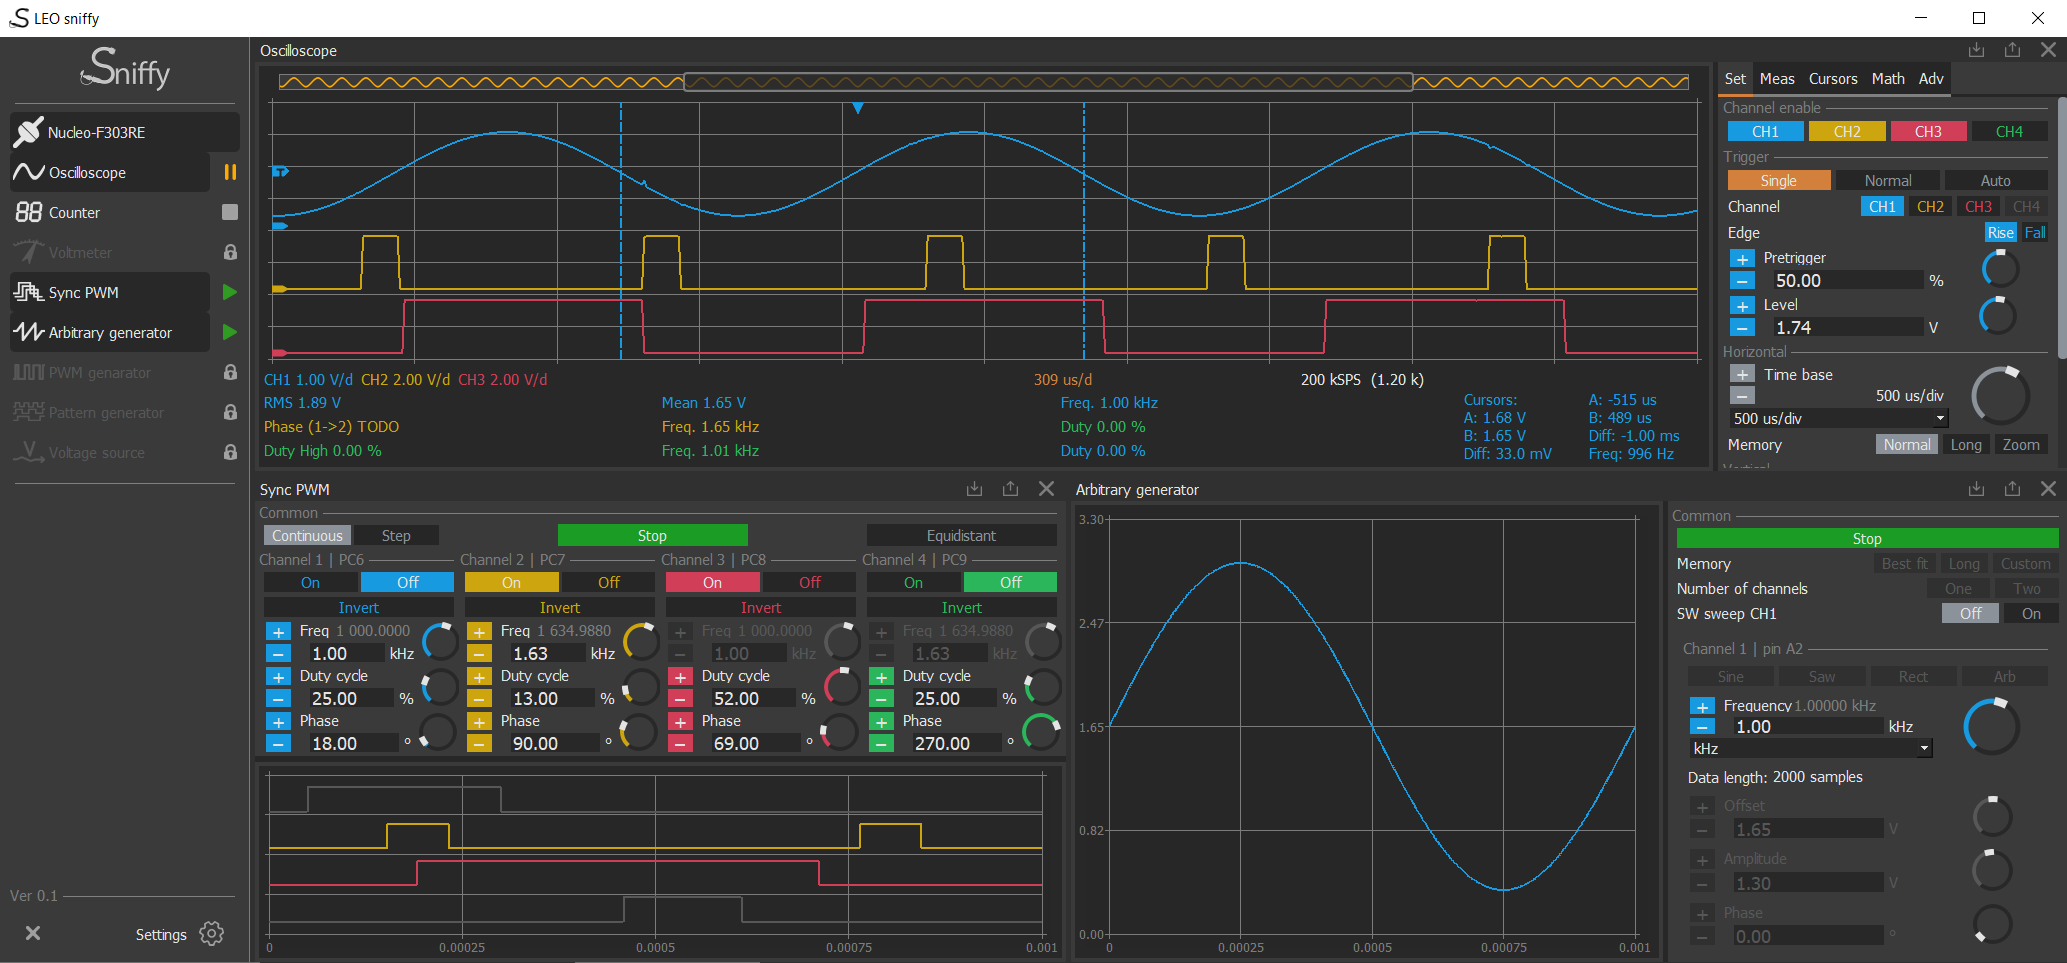 LEO sniffy
Sniffy
Nucleo-F303RE
Oscilloscope
Counter
Voltmeter
Sync PWM
Arbitrary generator
PWM genarator
Pattern generator
Voltage source
Ver 0.1
Settings
Oscilloscope
T
CH1 1.00 V/d CH2 2.00 V/d CH3 2.00 V/d
309 us/d
200 kSPS (1.20 k)
RMS 1.89 V
Mean 1.65 V
Freq. 1.00 kHz
Phase (1->2) TODO
Freq. 1.65 kHz
Duty 0.00 %
Duty High 0.00 %
Freq. 1.01 kHz
Duty 0.00 %
Cursors:
A: 1.68 V
B: 1.65 V
Diff: 33.0 mV
A: -515 us
B: 489 us
Diff: -1.00 ms
Freq: 996 Hz
Set Meas Cursors Math Adv
Channel enable
CH1 CH2 CH3 CH4
Trigger
Single Normal Auto
Channel CH1 CH2 CH3 CH4
Edge Rise Fall
+ Pretrigger
- 50.00 %
+ Level
- 1.74 V
Horizontal
+ Time base
- 500 us/div
500 us/div
Memory Normal Long Zoom
Vertical
Sync PWM
Common
Continuous Step Stop Equidistant
Channel 1 | PC6 Channel 2 | PC7 Channel 3 | PC8 Channel 4 | PC9
On Off On Off On Off On Off
Invert Invert Invert Invert
+ Freq 1 000.0000 + Freq 1 634.9880 + Freq 1 000.0000 + Freq 1 634.9880
- 1.00 kHz - 1.63 kHz - 1.00 kHz - 1.63 kHz
+ Duty cycle + Duty cycle + Duty cycle + Duty cycle
- 25.00 % - 13.00 % - 52.00 % - 25.00 %
+ Phase + Phase + Phase + Phase
- 18.00 ° - 90.00 ° - 69.00 ° - 270.00 °
0 0.00025 0.0005 0.00075 0.001
Arbitrary generator
3.30
2.47
1.65
0.82
0.00
0 0.00025 0.0005 0.00075 0.001
Common
Stop
Memory Best fit Long Custom
Number of channels One Two
SW sweep CH1 Off On
Channel 1 | pin A2
Sine Saw Rect Arb
+ Frequency 1.00000 kHz
- 1.00 kHz
kHz
Data length: 2000 samples
+ Offset
- 1.65 V
+ Amplitude
- 1.30 V
+ Phase
- 0.00 °